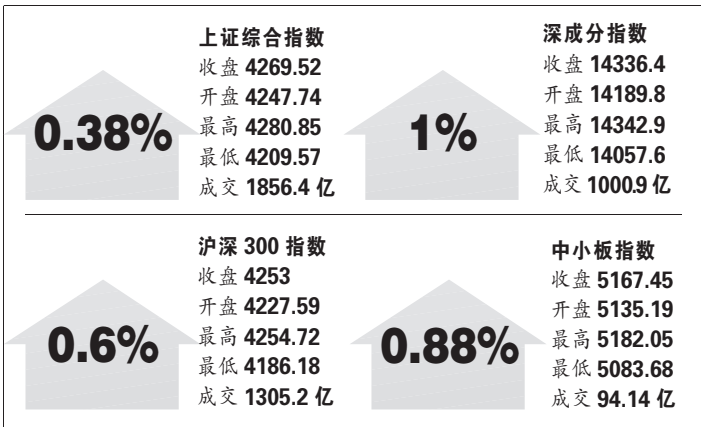 0.38%
上证综合指数
收盘 4269.52
开盘 4247.74
最高 4280.85
最低 4209.57
成交 1856.4 亿
1%
深成分指数
收盘 14336.4
开盘 14189.8
最高 14342.9
最低 14057.6
成交 1000.9 亿
0.6%
沪深 300 指数
收盘 4253
开盘 4227.59
最高 4254.72
最低 4186.18
成交 1305.2 亿
0.88%
中小板指数
收盘 5167.45
开盘 5135.19
最高 5182.05
最低 5083.68
成交 94.14 亿